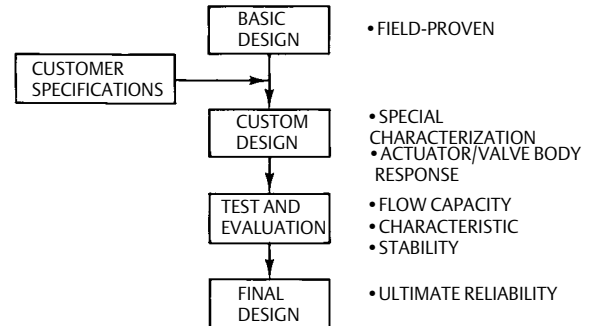 BASIC
DESIGN
• FIELD-PROVEN
CUSTOMER
SPECIFICATIONS
CUSTOM
DESIGN
• SPECIAL
CHARACTERIZATION
• ACTUATOR/VALVE BODY
RESPONSE
TEST AND
EVALUATION
• FLOW CAPACITY
• CHARACTERISTIC
• STABILITY
FINAL
DESIGN
• ULTIMATE RELIABILITY